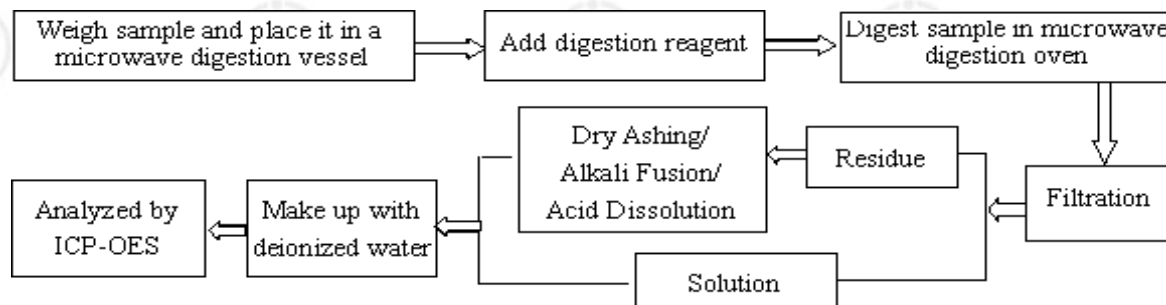 Weigh sample and place it in a
microwave digestion vessel
Add digestion reagent
Digest sample in microwave
digestion oven
Filtration
Residue
Dry Ashing/
Alkali Fusion/
Acid Dissolution
Solution
Make up with
deionized water
Analyzed by
ICP-OES